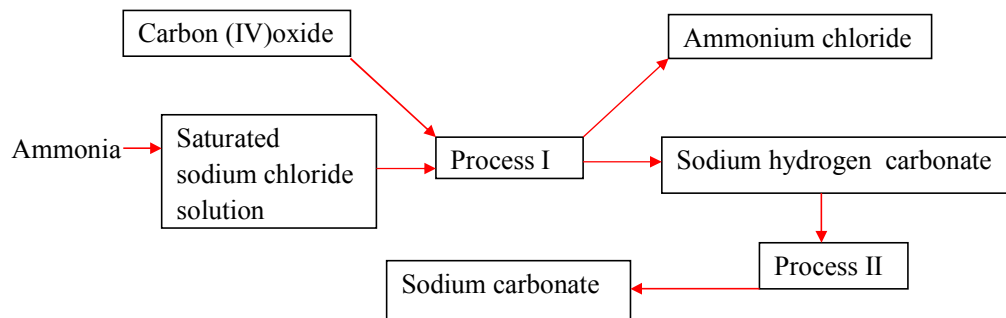 Carbon (IV)oxide
Ammonium chloride
Ammonia
Saturated
sodium chloride
solution
Process I
Sodium hydrogen carbonate
Process II
Sodium carbonate